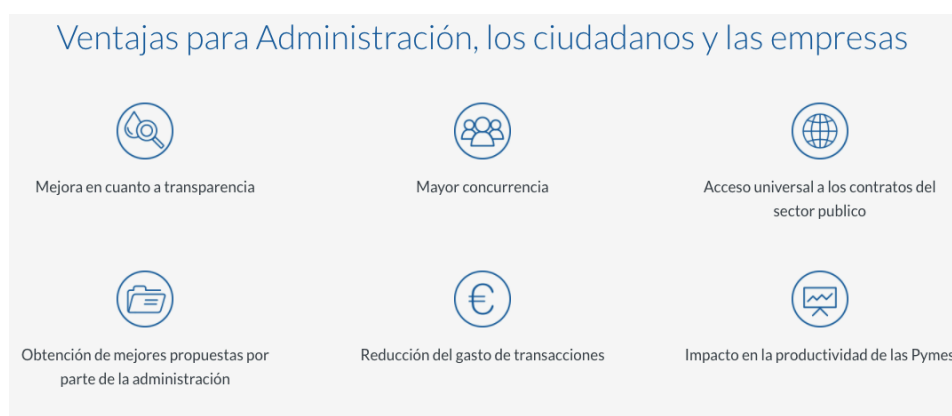 Ventajas para Administración, los ciudadanos y las empresas
Mejora en cuanto a transparencia
Mayor concurrencia
Acceso universal a los contratos del
sector publico
Obtención de mejores propuestas por
parte de la administración
Reducción del gasto de transacciones
Impacto en la productividad de las Pymes